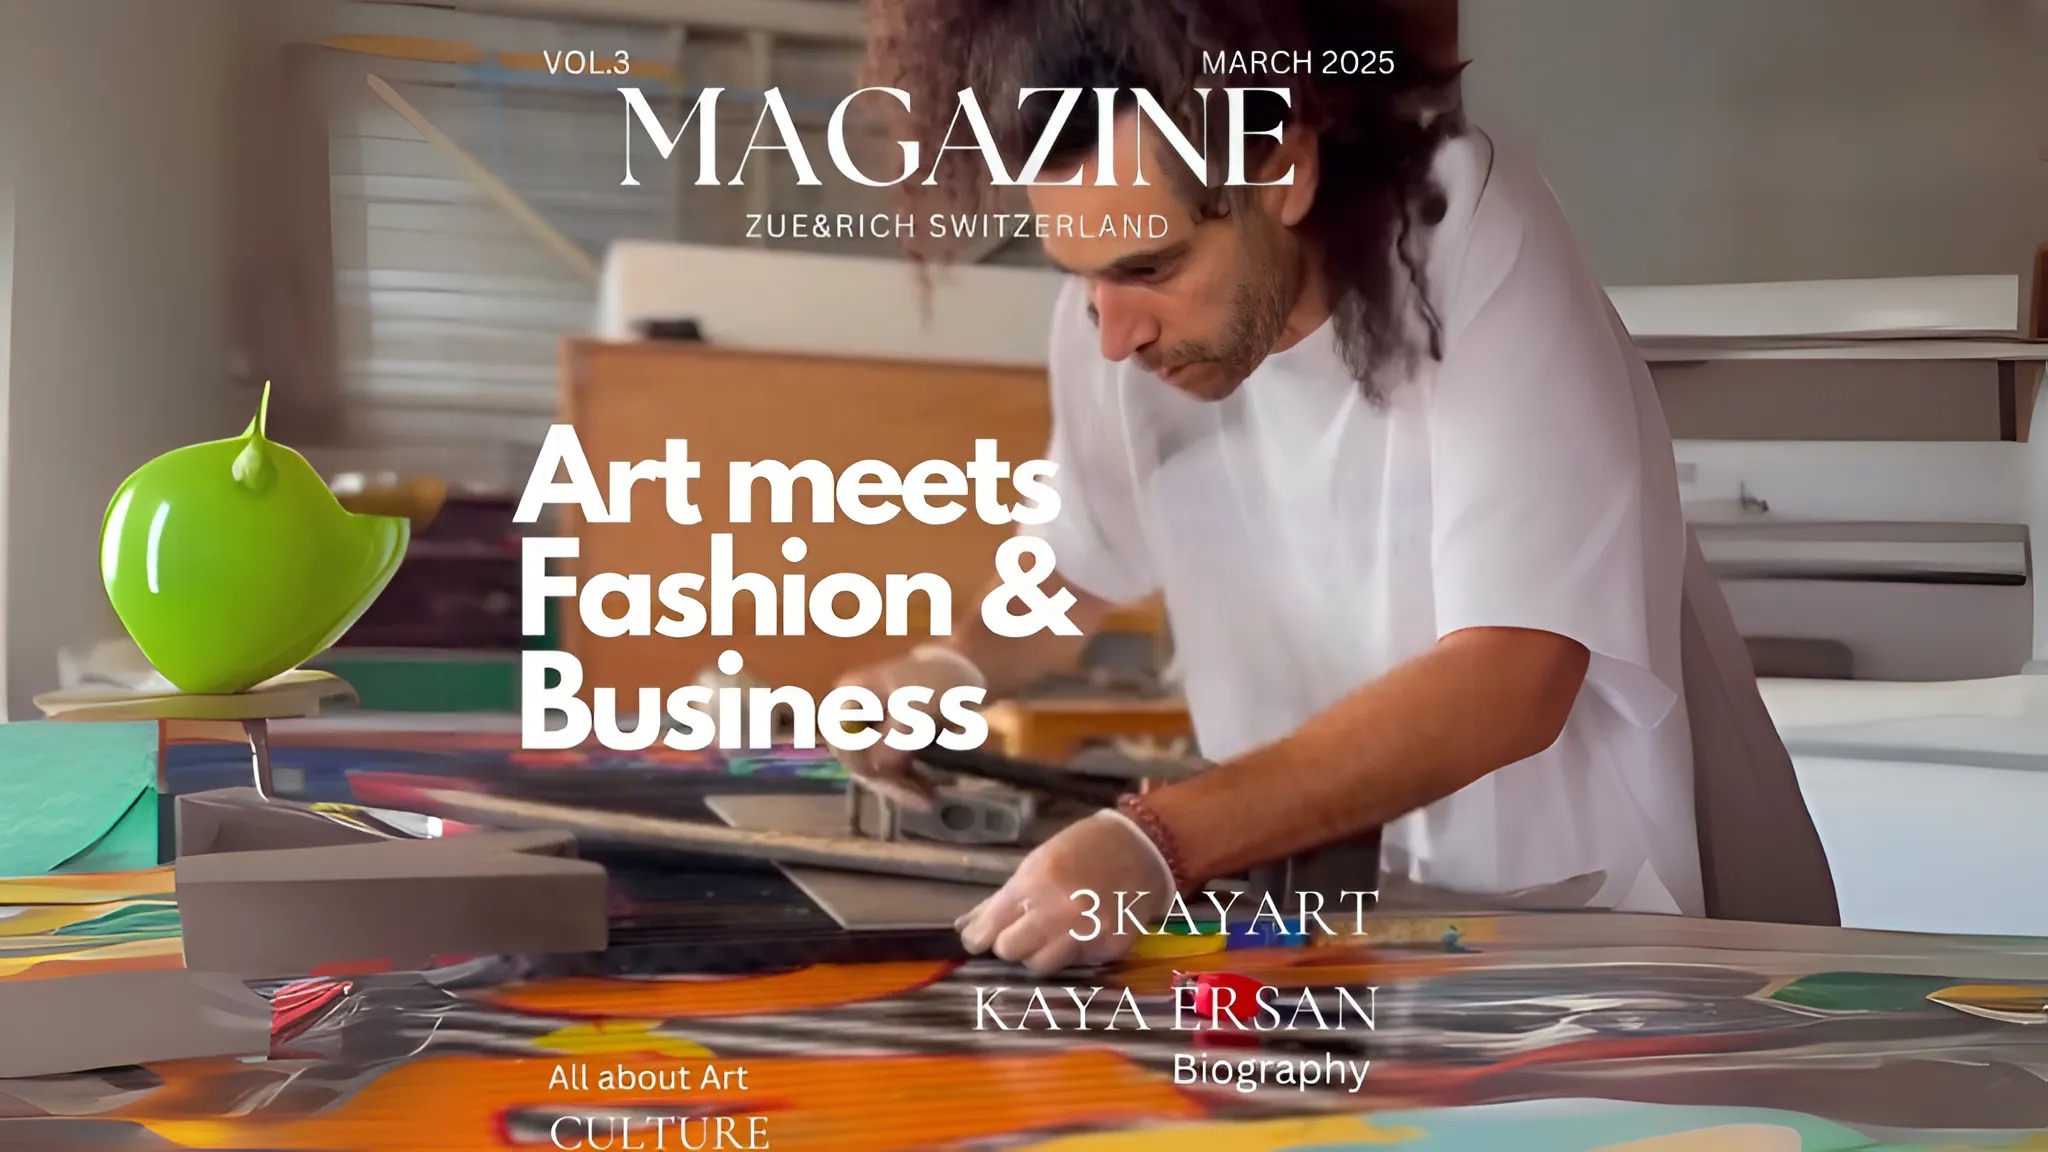 VOL.3
MARCH 2025
MAGAZINE
ZUE&RICH SWITZERLAND
Art meets
Fashion &
Business
3KAYART
KAYA ERSAN
Biography
All about Art
CULTURE